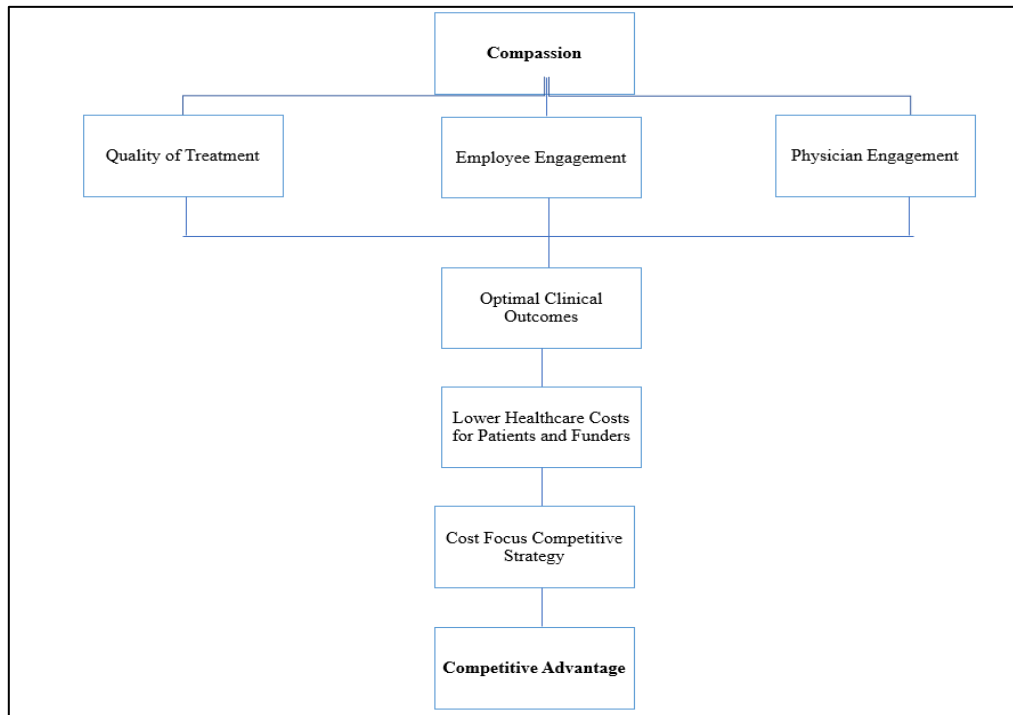 Compassion
Quality of Treatment
Employee Engagement
Physician Engagement
Optimal Clinical
Outcomes
Lower Healthcare Costs
for Patients and Funders
Cost Focus Competitive
Strategy
Competitive Advantage